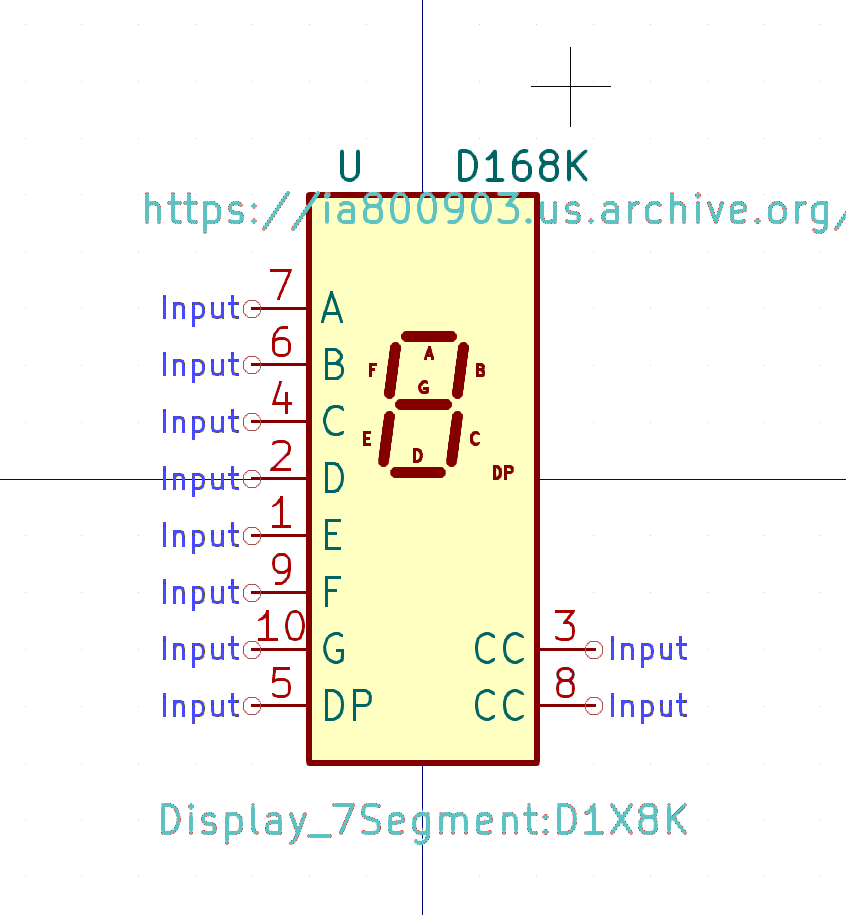 U D168K
https://ia800903.us.archive.org/
Input 7 A
A
Input 6 B
F B
G
Input 4 C
E C
D
Input 2 D
DP
Input 1 E
Input 9 F
Input 10 G CC 3 Input
Input 5 DP CC 8 Input
Display_7Segment:D1X8K